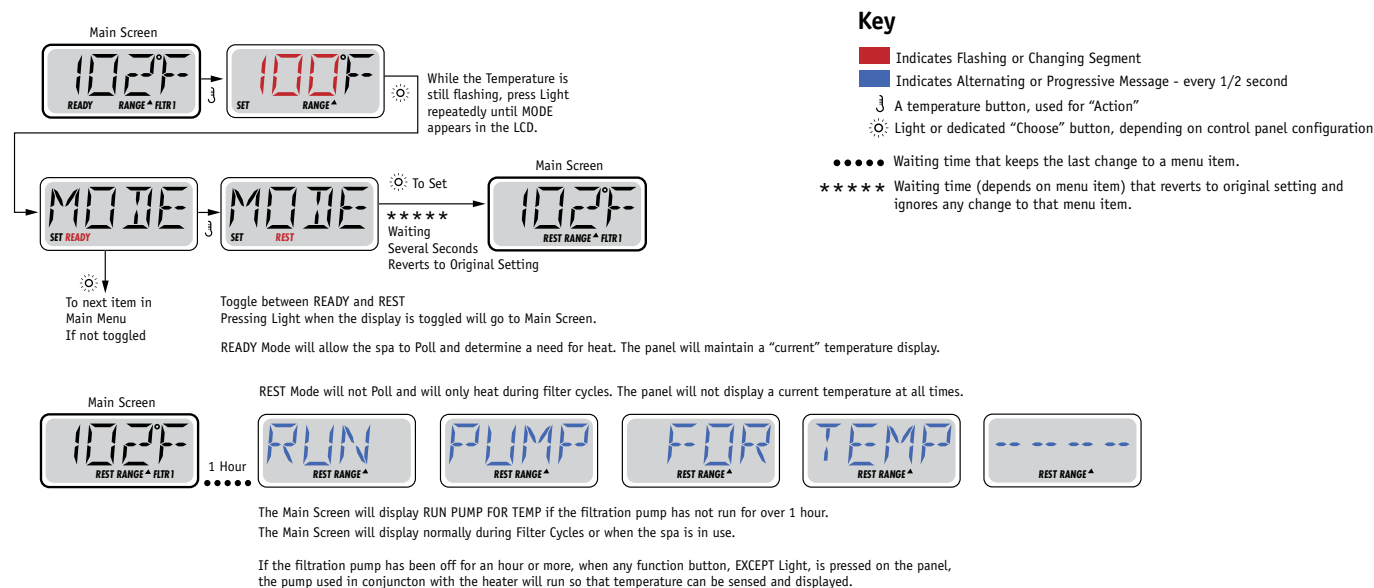 Main Screen
102°F
READY RANGE FLTR1
100°F
SET RANGE
While the Temperature is
still flashing, press Light
repeatedly until MODE
appears in the LCD.
Key
Indicates Flashing or Changing Segment
Indicates Alternating or Progressive Message - every 1/2 second
A temperature button, used for “Action”
Light or dedicated “Choose” button, depending on control panel configuration
Waiting time that keeps the last change to a menu item.
***** Waiting time (depends on menu item) that reverts to original setting and
ignores any change to that menu item.
MODE
SET READY
MODE
SET REST
To Set
*****
Waiting
Several Seconds
Reverts to Original Setting
Main Screen
102°F
REST RANGE FLTR1
To next item in
Main Menu
If not toggled
Toggle between READY and REST
Pressing Light when the display is toggled will go to Main Screen.
READY Mode will allow the spa to Poll and determine a need for heat. The panel will maintain a “current” temperature display.
REST Mode will not Poll and will only heat during filter cycles. The panel will not display a current temperature at all times.
Main Screen
102°F
REST RANGE FLTR1
1 Hour
RUN
REST RANGE
PUMP
REST RANGE
FOR
REST RANGE
TEMP
REST RANGE
-- -- -- --
REST RANGE
The Main Screen will display RUN PUMP FOR TEMP if the filtration pump has not run for over 1 hour.
The Main Screen will display normally during Filter Cycles or when the spa is in use.
If the filtration pump has been off for an hour or more, when any function button, EXCEPT Light, is pressed on the panel,
the pump used in conjuncton with the heater will run so that temperature can be sensed and displayed.